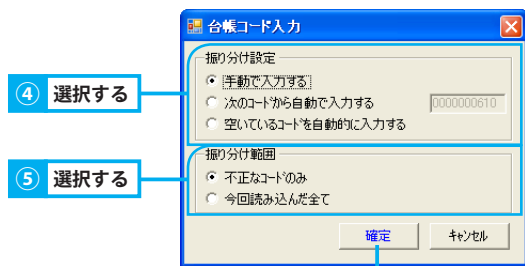 台帳コード入力
振り分け設定
手動で入力する
④ 選択する
次のコードから自動で入力する 0000000610
空いているコードを自動的に入力する
振り分け範囲
⑤ 選択する
不正なコードのみ
今回読み込んだ全て
確定 キャンセル